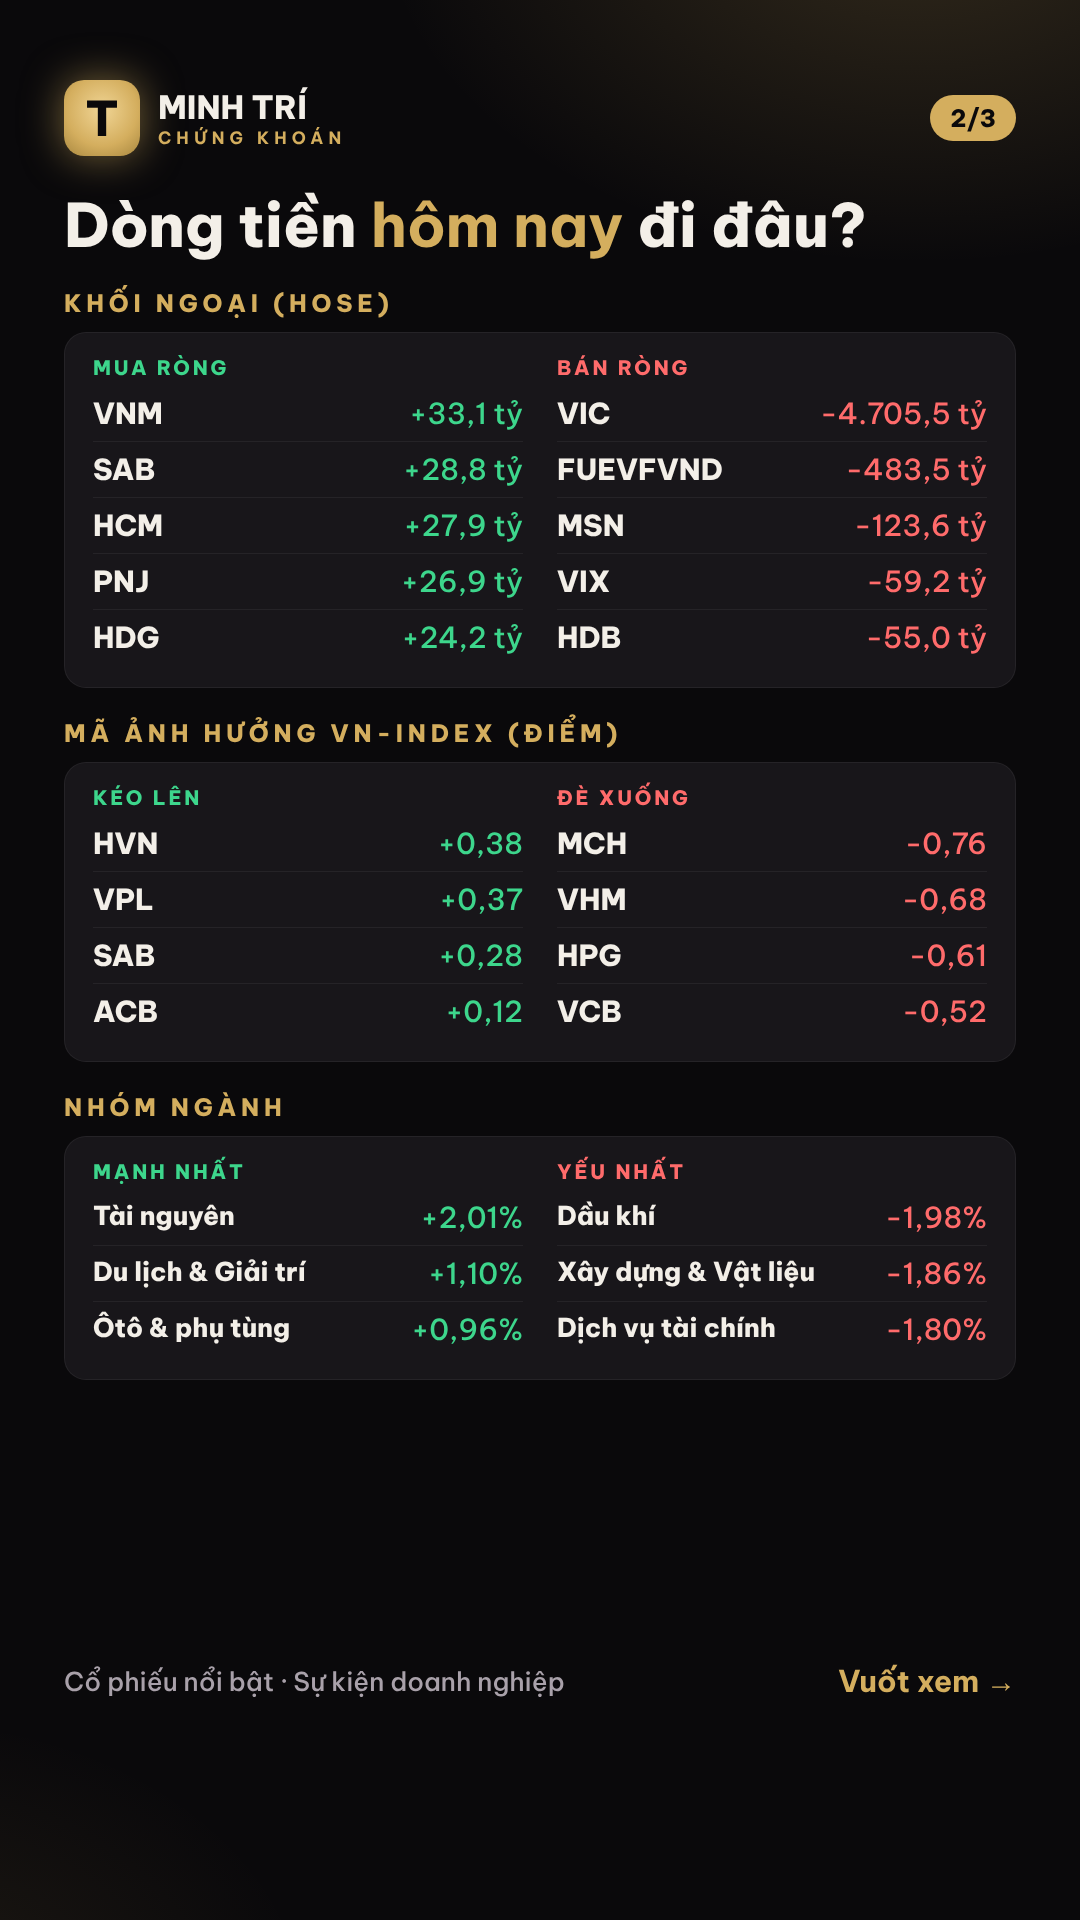 T
MINH TRÍ
CHỨNG KHOÁN
2/3
Dòng tiền hôm nay đi đâu?
KHỐI NGOẠI (HOSE)
MUA RÒNG
VNM +33,1 tỷ
SAB +28,8 tỷ
HCM +27,9 tỷ
PNJ +26,9 tỷ
HDG +24,2 tỷ
BÁN RÒNG
VIC -4.705,5 tỷ
FUEVFVND -483,5 tỷ
MSN -123,6 tỷ
VIX -59,2 tỷ
HDB -55,0 tỷ
MÃ ẢNH HƯỞNG VN-INDEX (ĐIỂM)
KÉO LÊN
HVN +0,38
VPL +0,37
SAB +0,28
ACB +0,12
ĐÈ XUỐNG
MCH -0,76
VHM -0,68
HPG -0,61
VCB -0,52
NHÓM NGÀNH
MẠNH NHẤT
Tài nguyên +2,01%
Du lịch & Giải trí +1,10%
Ôtô & phụ tùng +0,96%
YẾU NHẤT
Dầu khí -1,98%
Xây dựng & Vật liệu -1,86%
Dịch vụ tài chính -1,80%
Cổ phiếu nổi bật · Sự kiện doanh nghiệp
Vuốt xem →